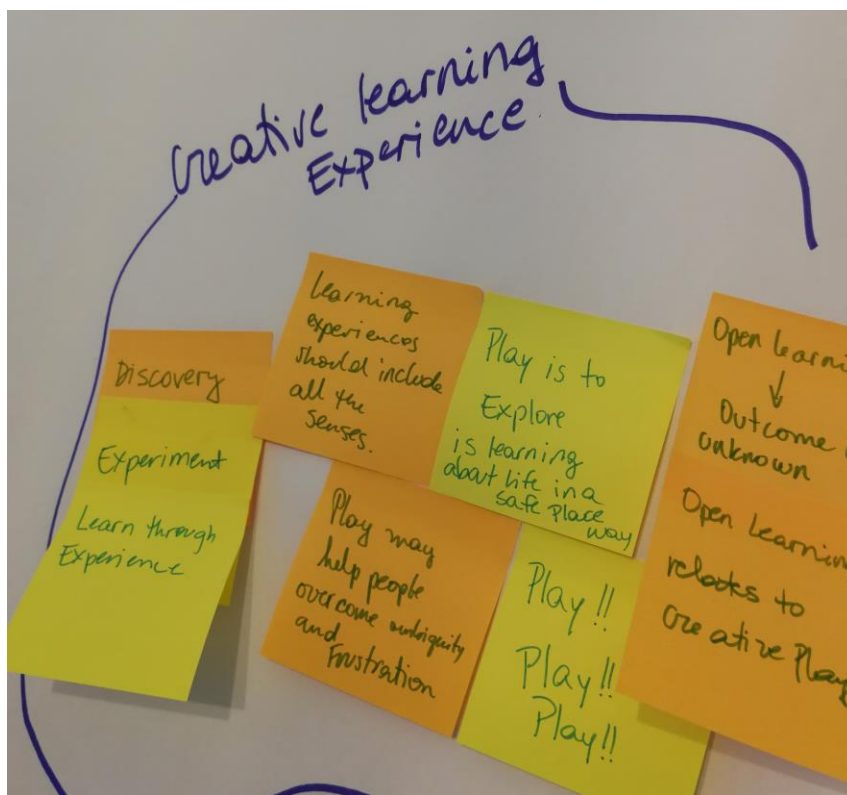 Creative learning
Experience
Discovery
Experiment
Learn through
Experience
Learning
experiences
should include
all the
senses.
Play is to
Explore
is learning
about life in a
safe place
way
Open learni
↓
Outcome
unknown
Play may
help people
overcome ambiguity
and
Frustration
Play!!
Play!!
Play!!
Open Learning
relates to
Creative Play